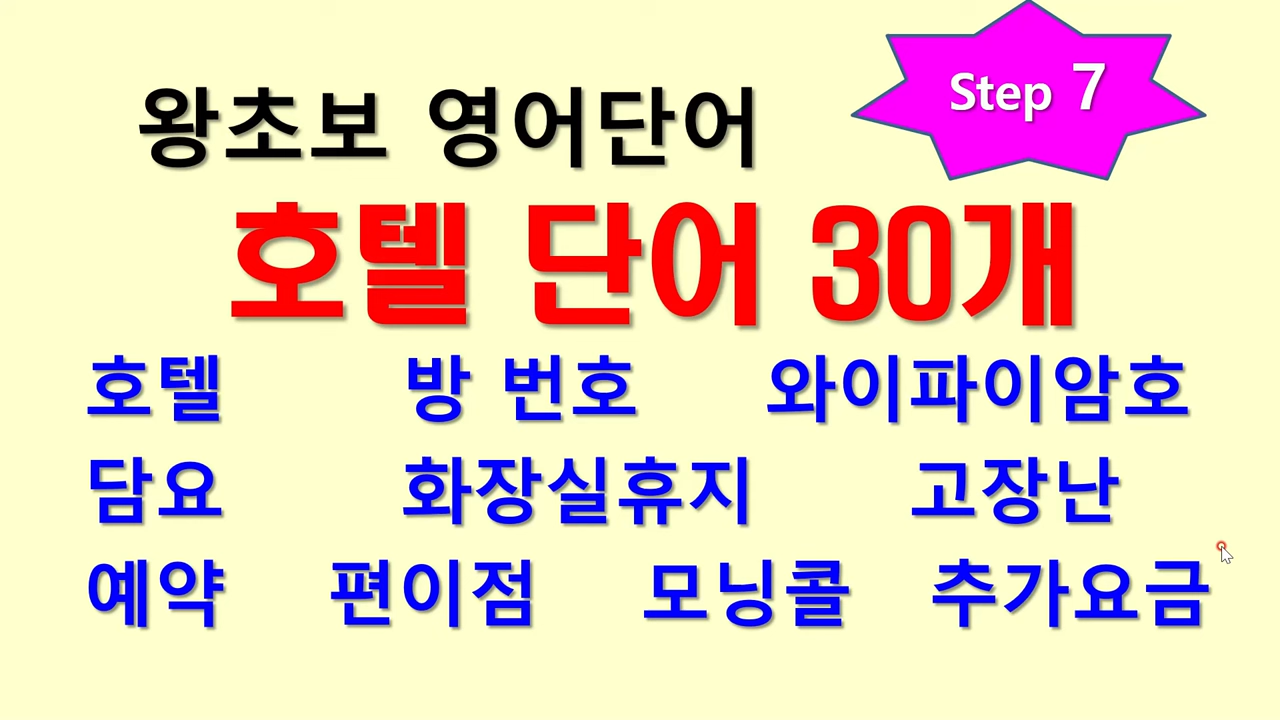 Step 7
왕초보 영어단어
호텔 단어 30개
호텔 방 번호 와이파이암호
담요 화장실휴지 고장난
예약 편이점 모닝콜 추가요금